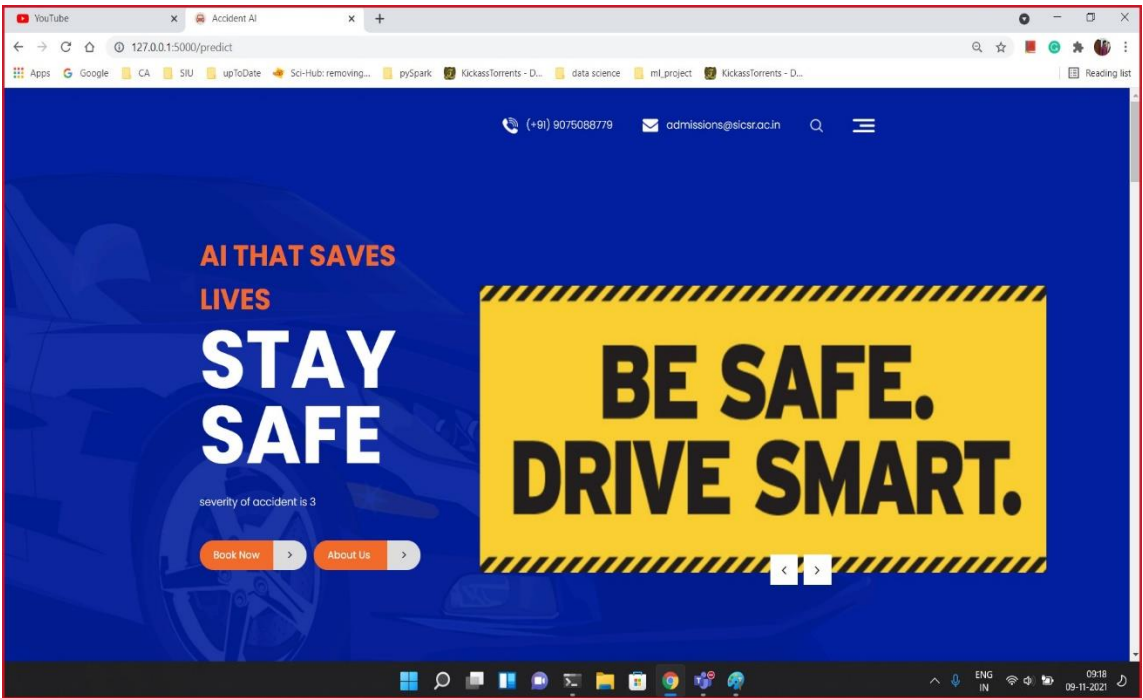 YouTube
Accident AI
127.0.0.1:5000/predict
Apps Google CA SIU upToDate Sci-Hub: removing... pySpark KickassTorrents - D... data science ml_project KickassTorrents - D... Reading list
(+91) 9075088779 admissions@sicsr.ac.in
AI THAT SAVES
LIVES
STAY
SAFE
severity of accident is 3
Book Now > About Us >
BE SAFE.
DRIVE SMART.
< >
ENG
IN
09:18
09-11-2021